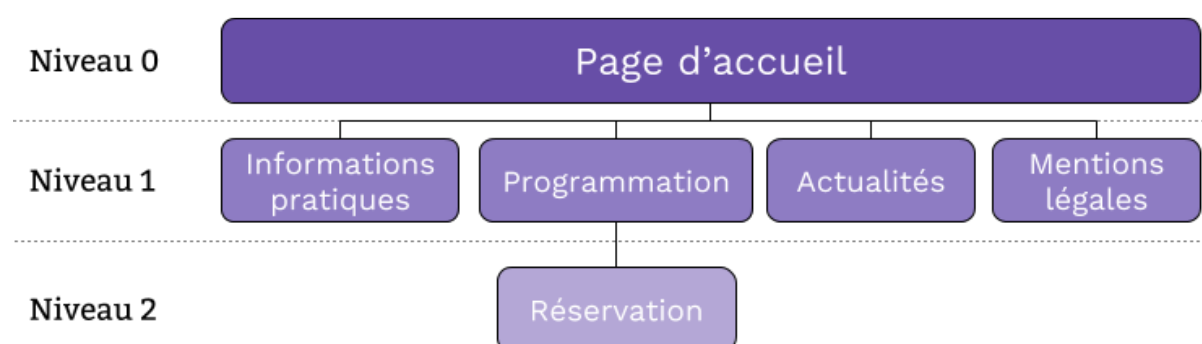 Niveau 0
Page d’accueil
Niveau 1
Informations
pratiques
Programmation
Actualités
Mentions
légales
Niveau 2
Réservation